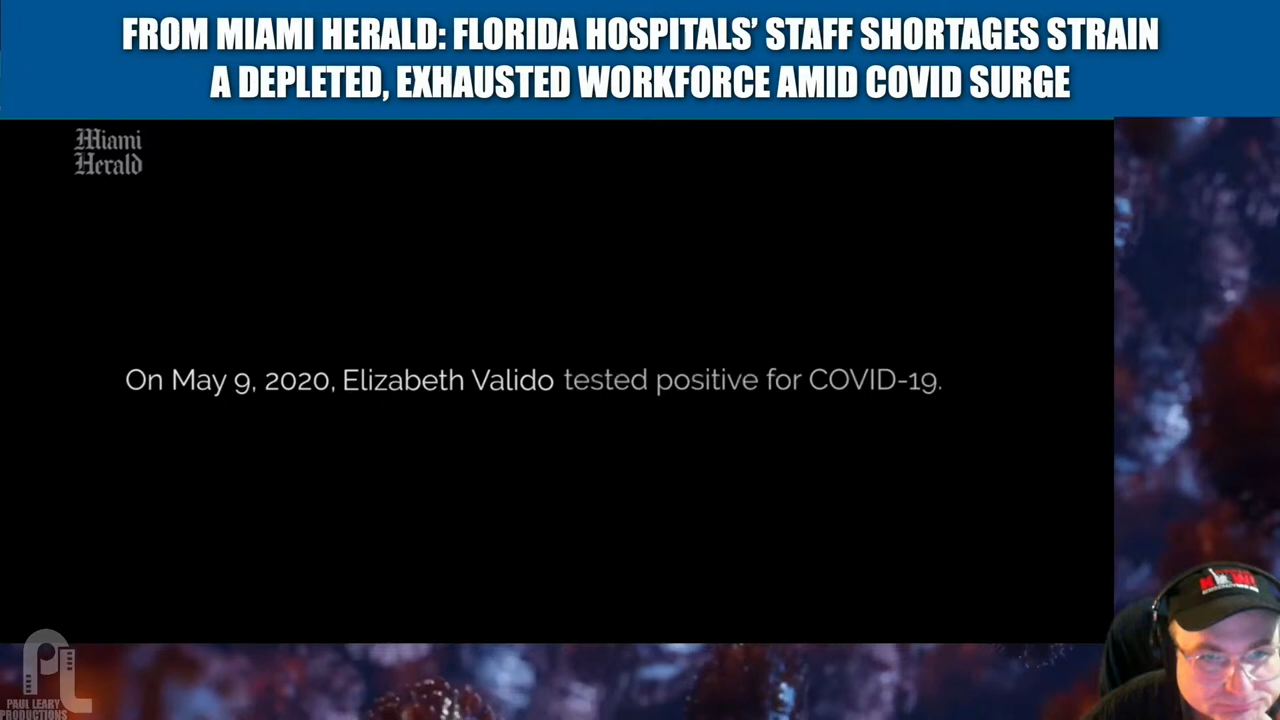 FROM MIAMI HERALD: FLORIDA HOSPITALS’ STAFF SHORTAGES STRAIN
A DEPLETED, EXHAUSTED WORKFORCE AMID COVID SURGE
Miami
Herald
On May 9, 2020, Elizabeth Valido tested positive for COVID-19.
PL
PAUL LEARY
PRODUCTIONS